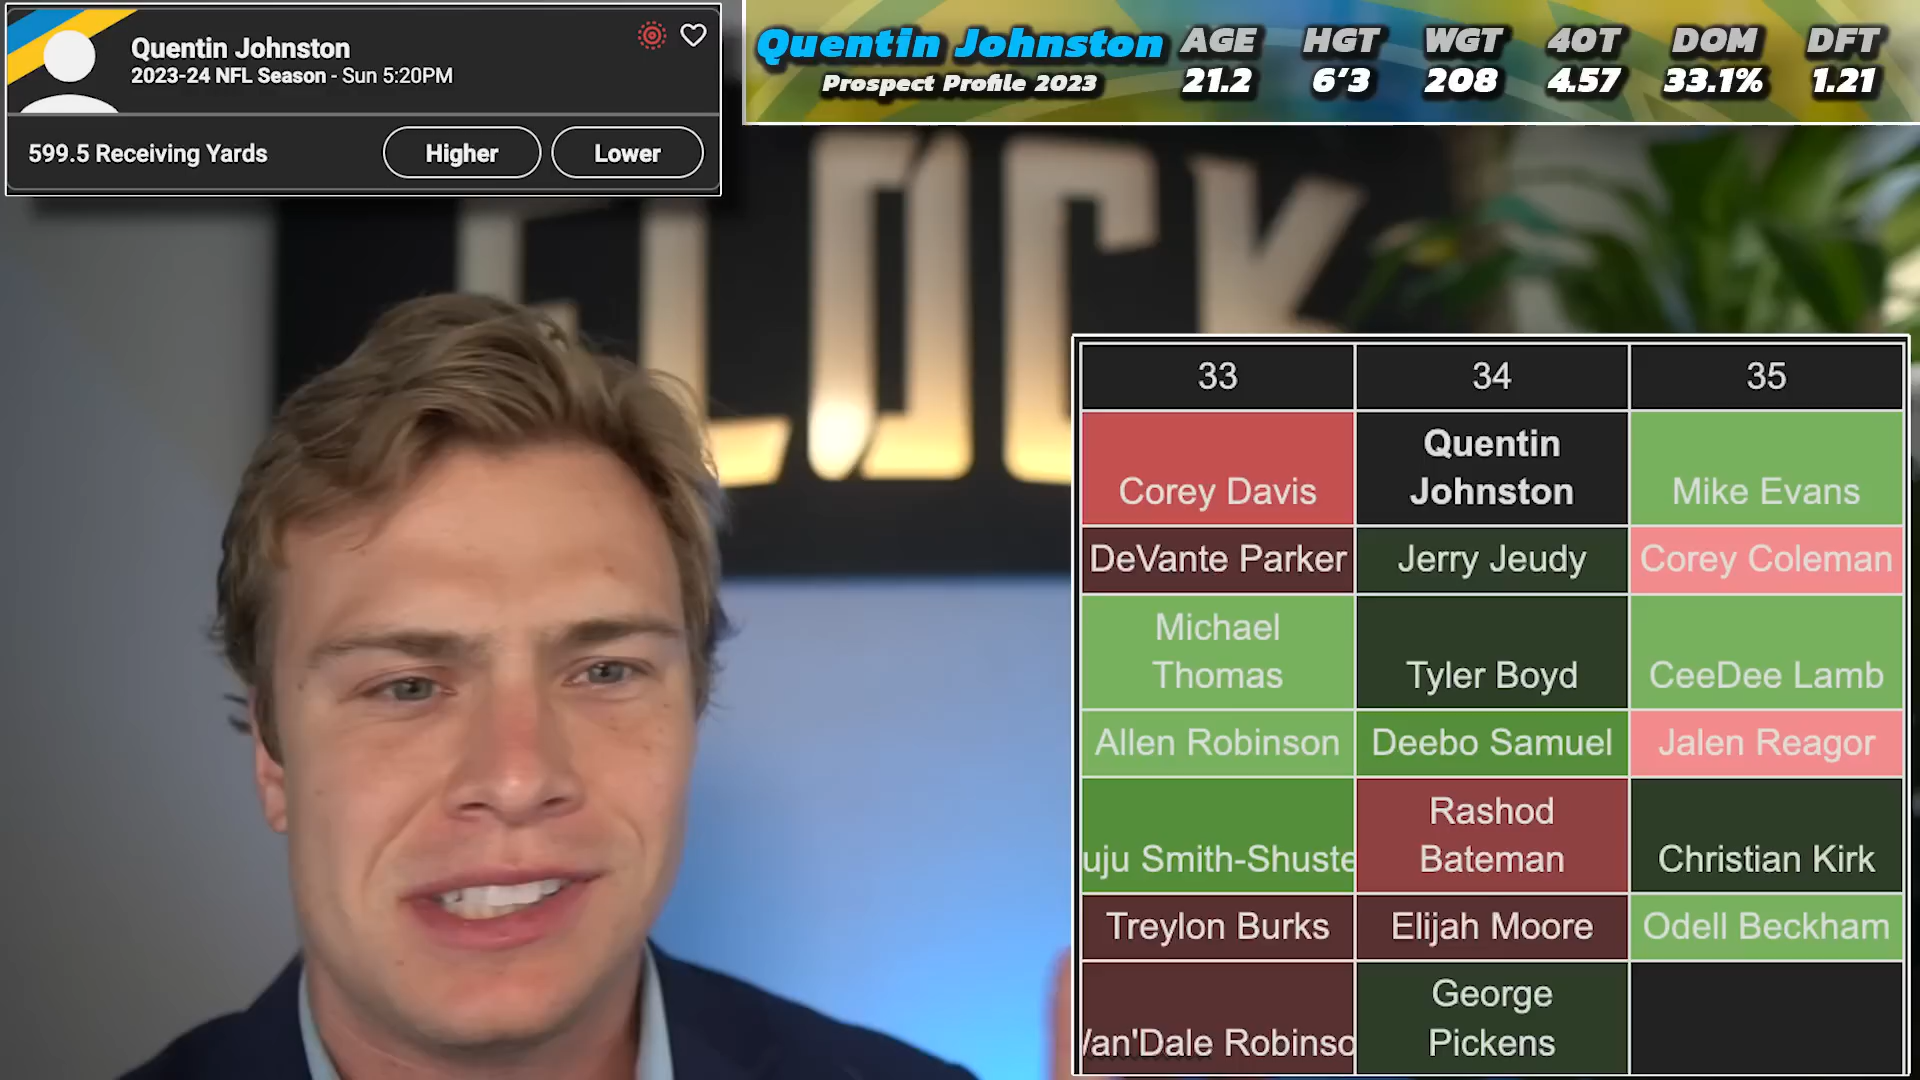 Quentin Johnston
2023-24 NFL Season - Sun 5:20PM
599.5 Receiving Yards
Higher
Lower
Quentin Johnston
Prospect Profile 2023
AGE HGT WGT 40T DOM DFT
21.2 6'3 208 4.57 33.1% 1.21
LOCK
33 34 35
Corey Davis
Quentin
Johnston
Mike Evans
DeVante Parker
Jerry Jeudy
Corey Coleman
Michael
Thomas
Tyler Boyd
CeeDee Lamb
Allen Robinson
Deebo Samuel
Jalen Reagor
uju Smith-Shuste
Rashod
Bateman
Christian Kirk
Treylon Burks
Elijah Moore
Odell Beckham
Van'Dale Robinso
George
Pickens